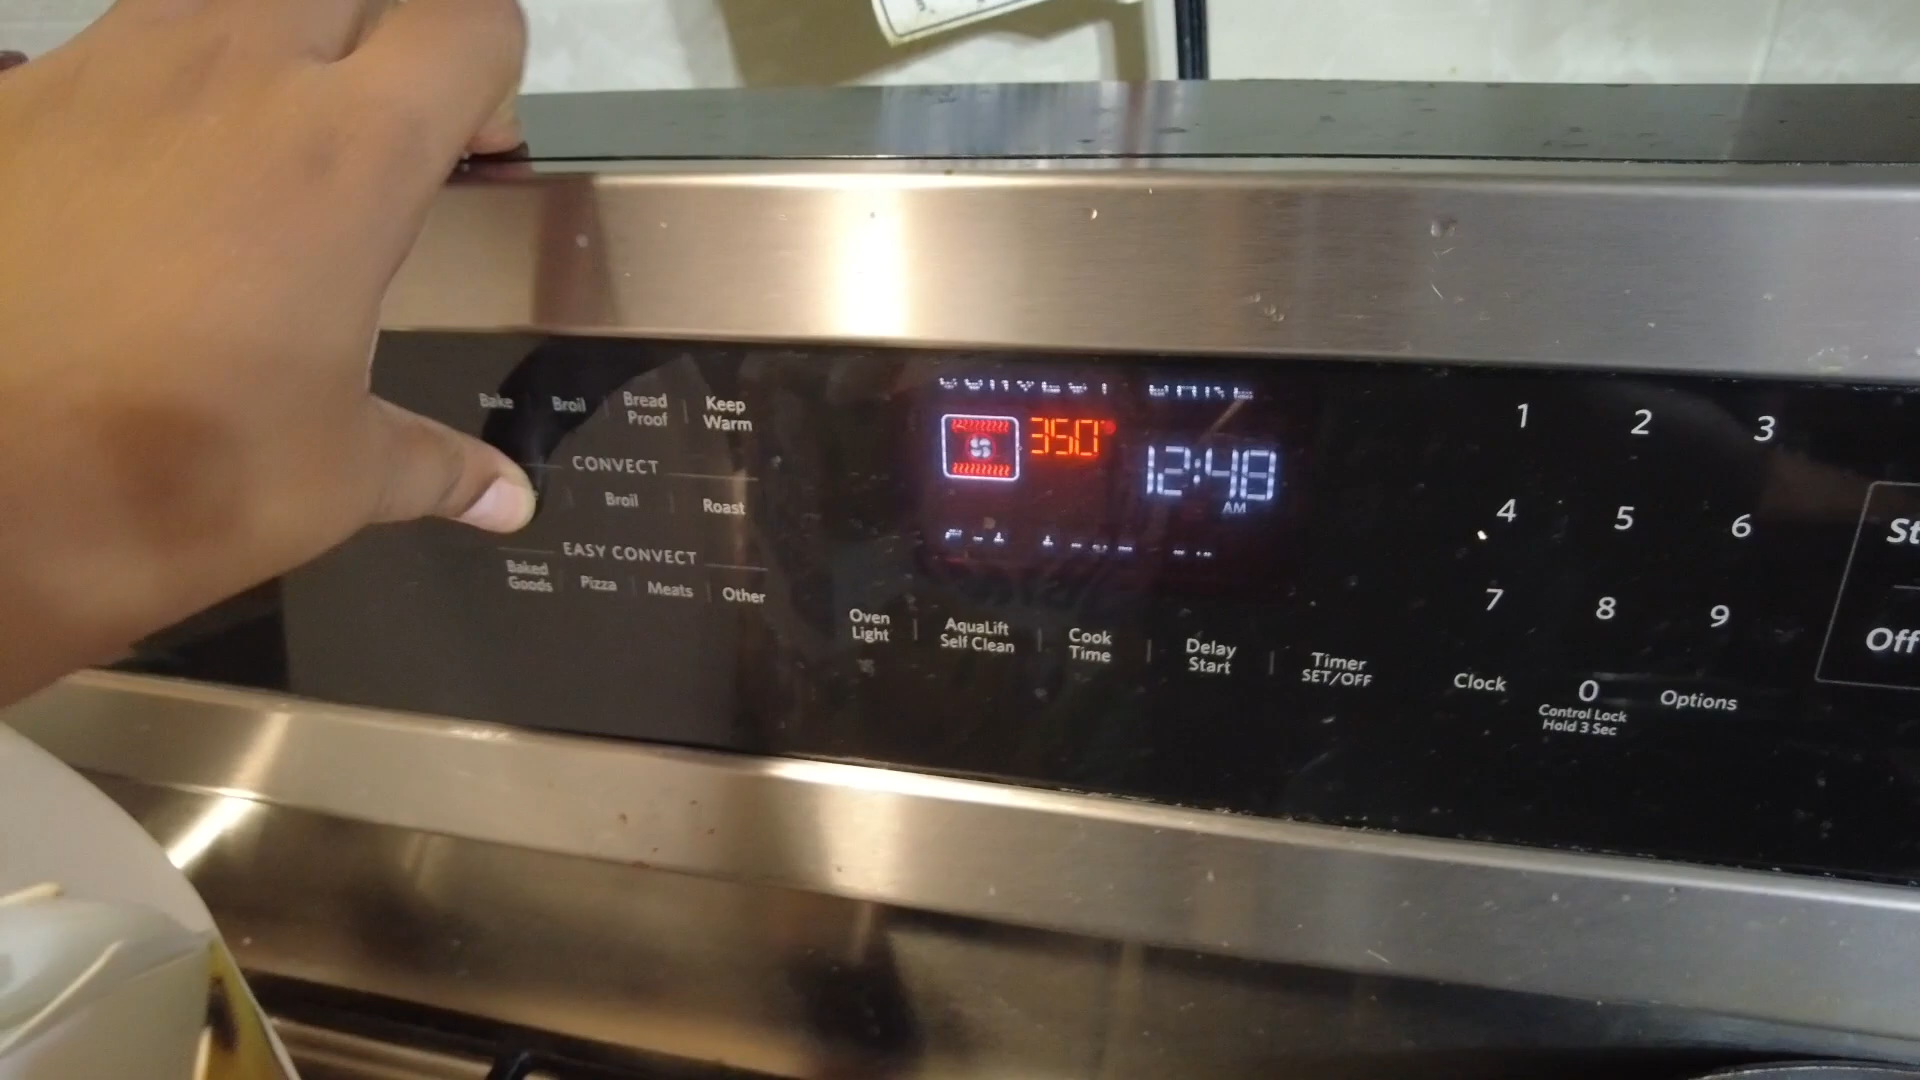 Bake Broil Bread Proof Keep Warm
CONVECT
Broil Roast
EASY CONVECT
Baked Goods Pizza Meats Other
350°
12:48
AM
Oven Light
AquaLift Self Clean
Cook Time
Delay Start
Timer SET/OFF
1 2 3
4 5 6
7 8 9
Clock 0 Options
Control Lock
Hold 3 Sec
Off